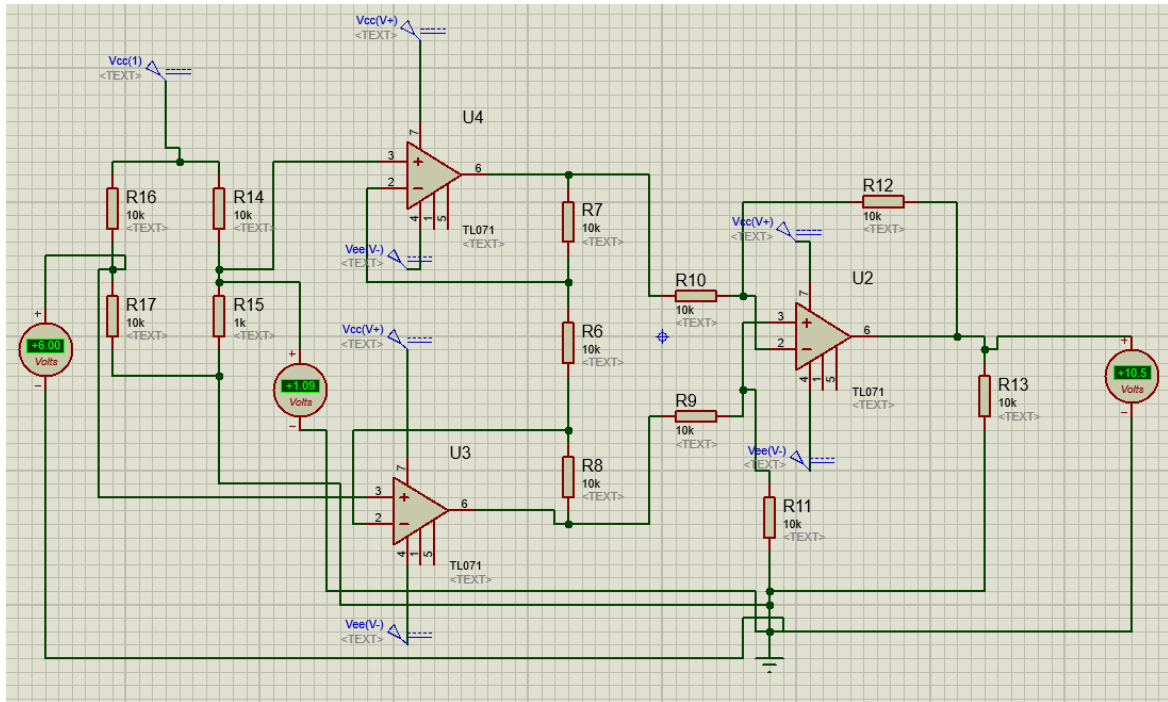 Vcc(V+)
<TEXT>
Vcc(1)
<TEXT>
U4
7
3
6
2
4
1
5
TL071
<TEXT>
Vee(V-)
<TEXT>
R16
10k
<TEXT>
R14
10k
<TEXT>
R7
10k
<TEXT>
R12
10k
<TEXT>
Vcc(V+)
<TEXT>
U2
R17
10k
<TEXT>
R15
1k
<TEXT>
R10
10k
<TEXT>
7
3
6
2
4
1
5
TL071
<TEXT>
+
+6.00
Volts
−
Vcc(V+)
<TEXT>
R6
10k
<TEXT>
+
+10.5
Volts
−
+
+1.09
Volts
−
R9
10k
<TEXT>
R13
10k
<TEXT>
U3
7
3
6
2
4
1
5
TL071
<TEXT>
R8
10k
<TEXT>
Vee(V-)
<TEXT>
R11
10k
<TEXT>
Vee(V-)
<TEXT>